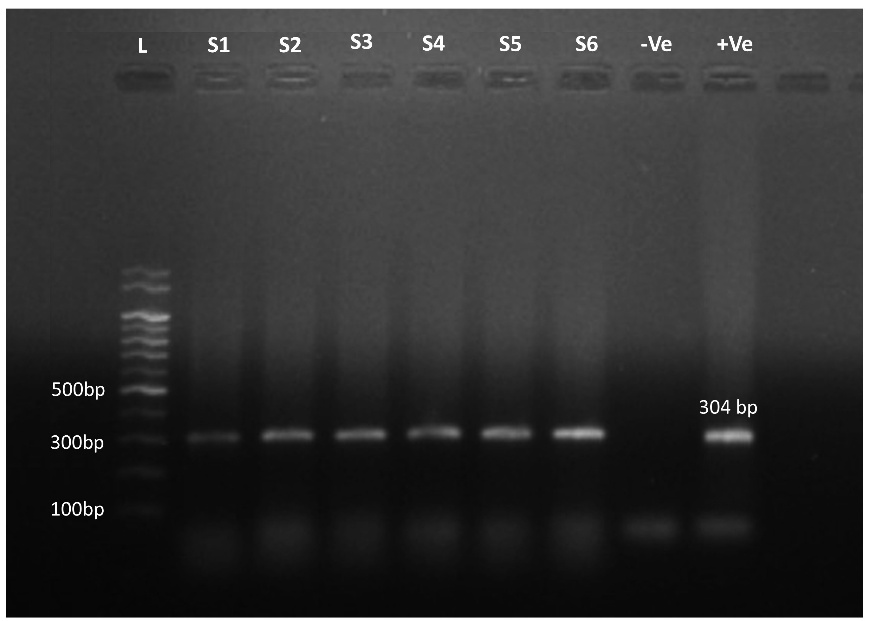 L S1 S2 S3 S4 S5 S6 -Ve +Ve
500bp
304 bp
300bp
100bp